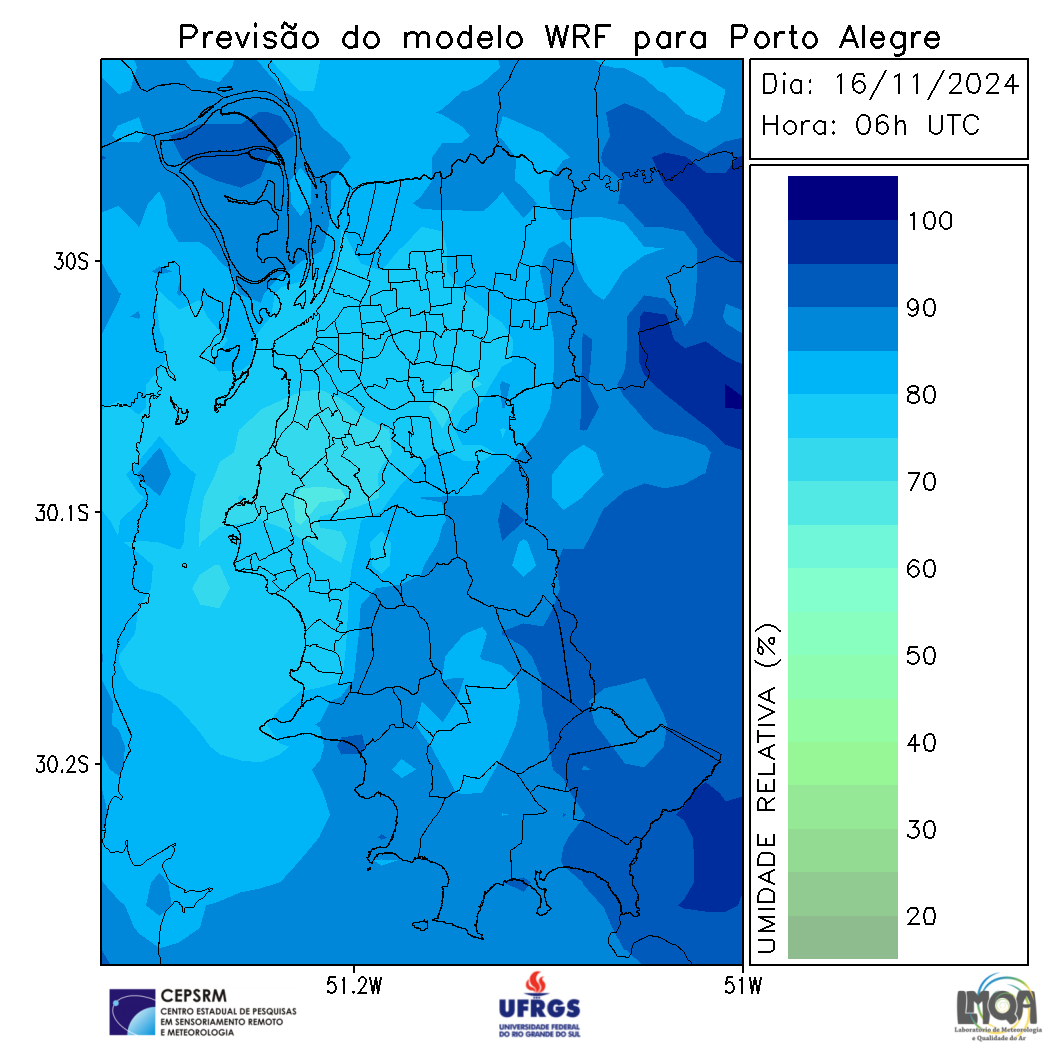 Previsão do modelo WRF para Porto Alegre
Dia: 16/11/2024
Hora: 06h UTC
30S
30.1S
30.2S
51.2W
51W
UMIDADE RELATIVA (%)
100
90
80
70
60
50
40
30
20
CEPSRM
CENTRO ESTADUAL DE PESQUISAS
EM SENSORIAMENTO REMOTO
E METEOROLOGIA
UFRGS
UNIVERSIDADE FEDERAL
DO RIO GRANDE DO SUL
LMQA
Laboratório de Meteorologia
e Qualidade do Ar